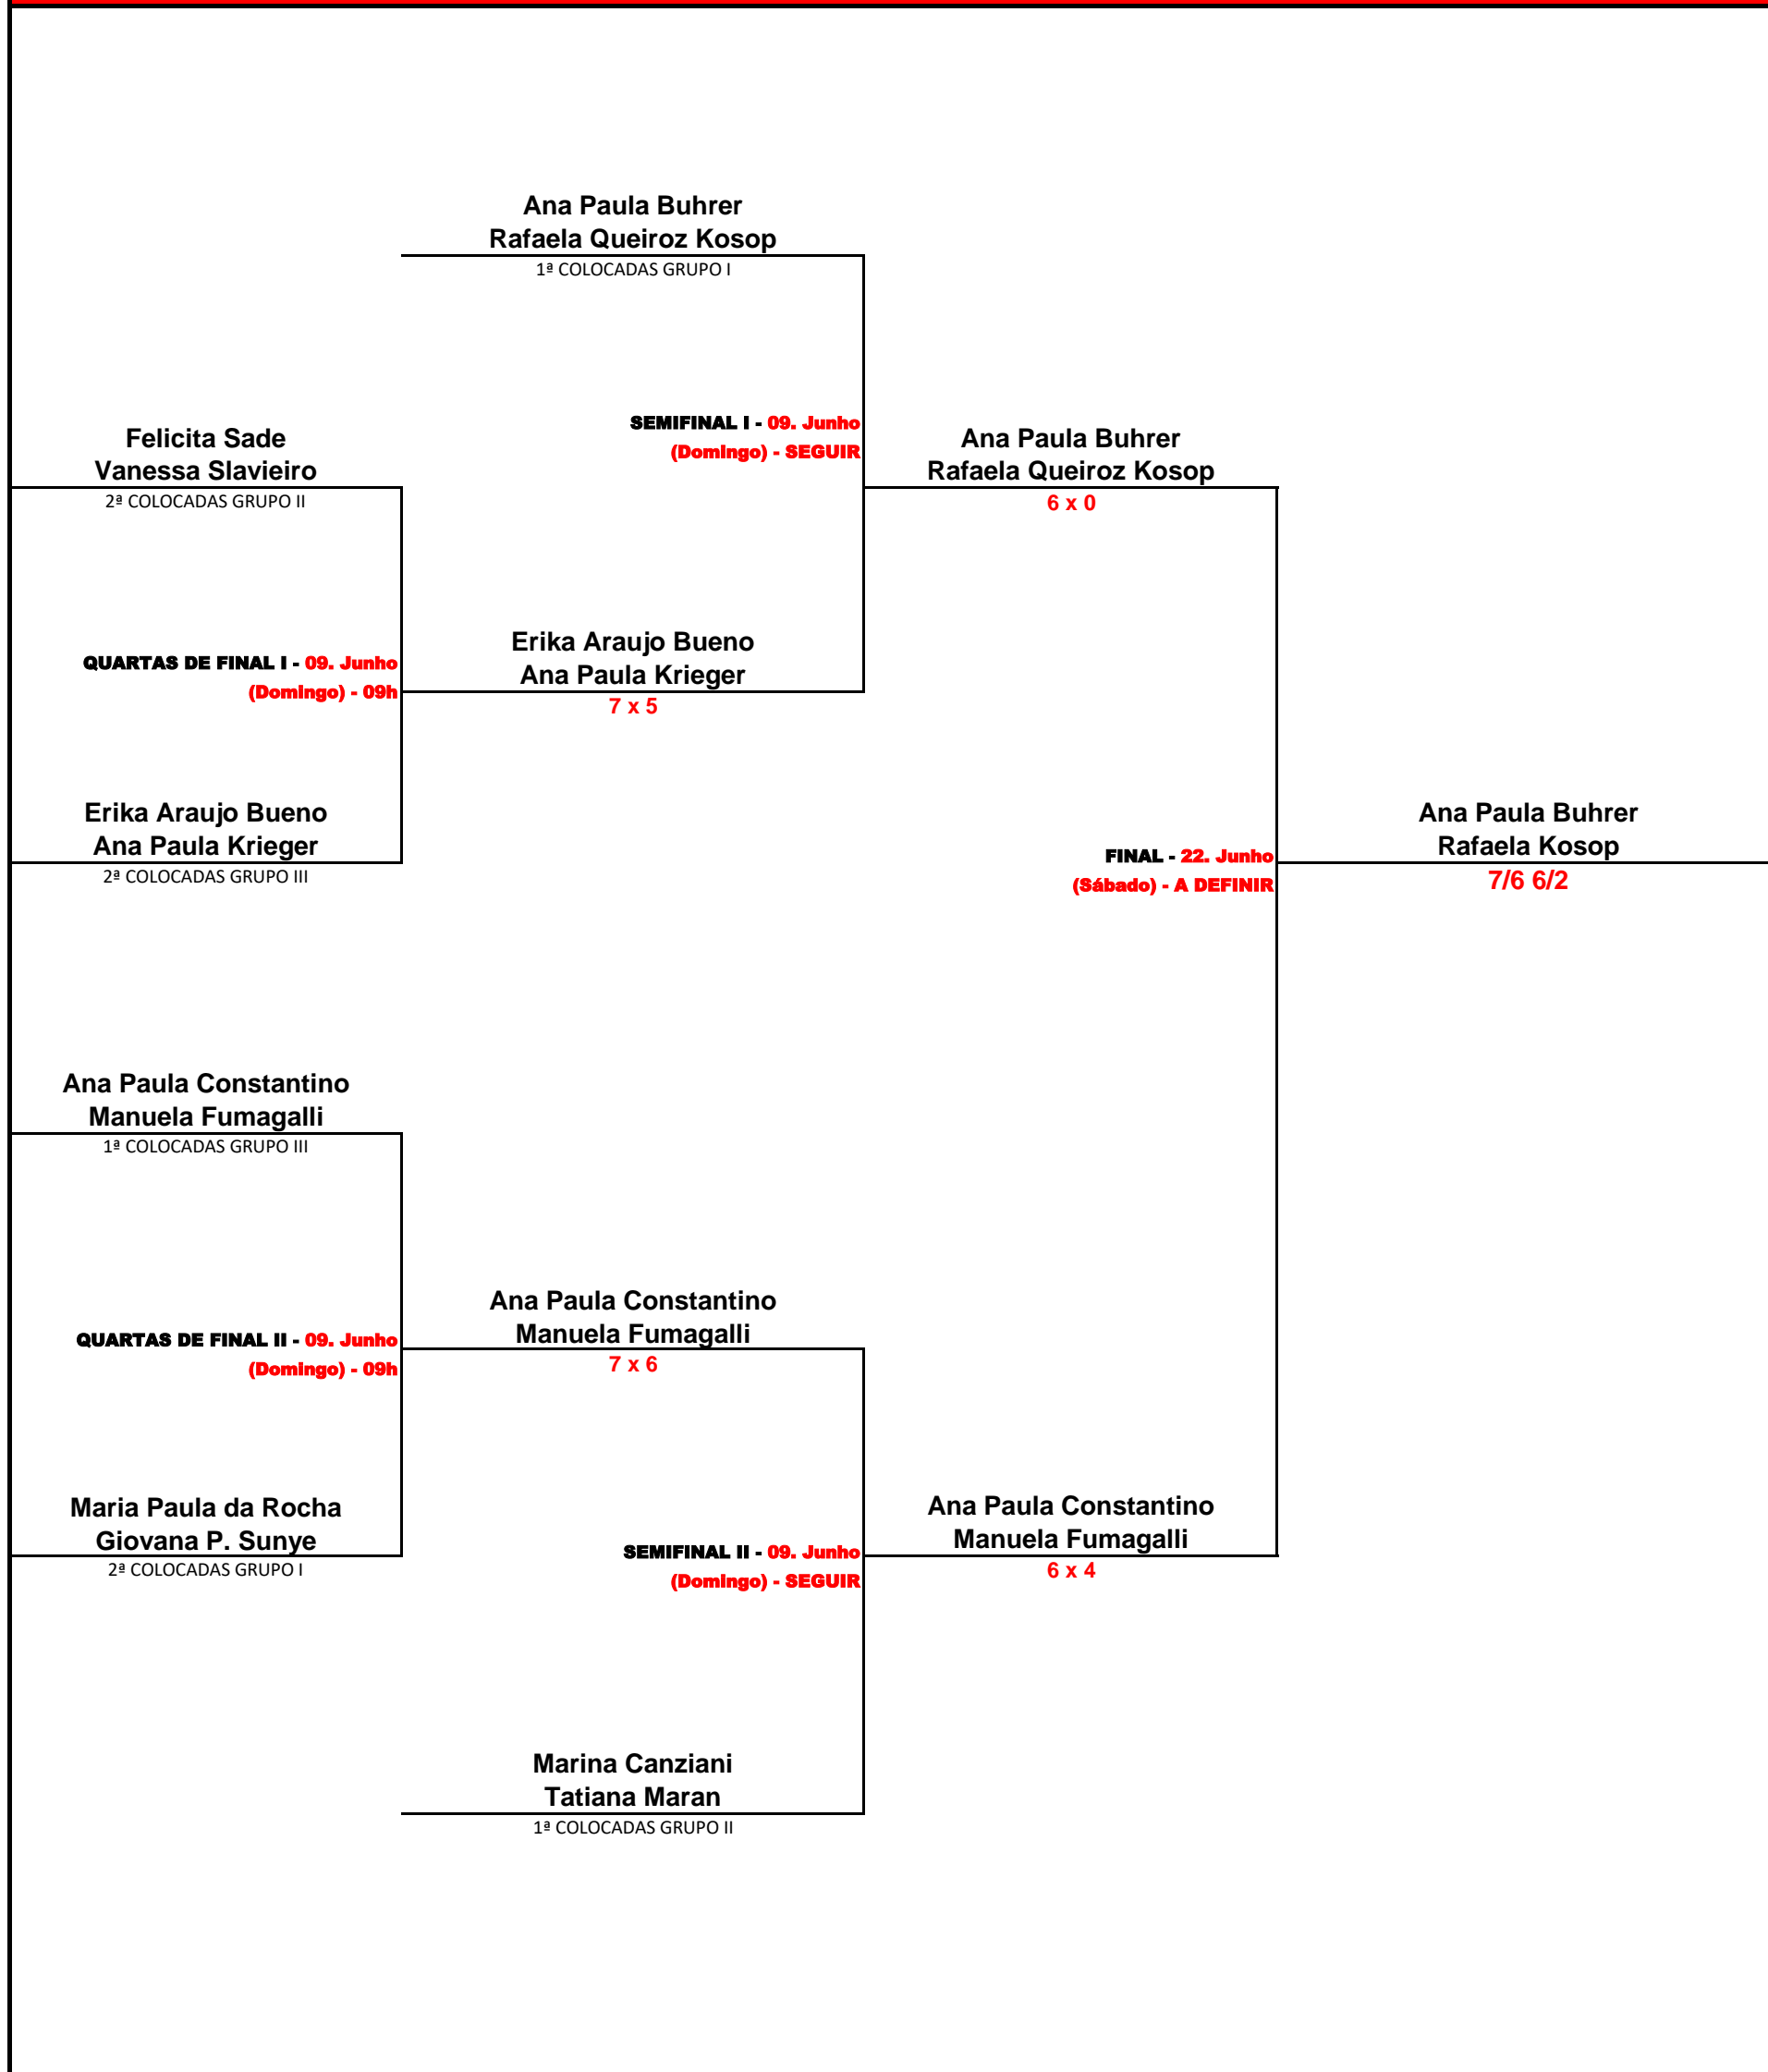 Ana Paula Buhrer
Rafaela Queiroz Kosop
1ª COLOCADAS GRUPO I
SEMIFINAL I - 09. Junho
(Domingo) - SEGUIR
Felicita Sade
Vanessa Slavieiro
2ª COLOCADAS GRUPO II
Ana Paula Buhrer
Rafaela Queiroz Kosop
6 x 0
QUARTAS DE FINAL I - 09. Junho
(Domingo) - 09h
Erika Araujo Bueno
Ana Paula Krieger
7 x 5
Erika Araujo Bueno
Ana Paula Krieger
2ª COLOCADAS GRUPO III
FINAL - 22. Junho
(Sábado) - A DEFINIR
Ana Paula Buhrer
Rafaela Kosop
7/6 6/2
Ana Paula Constantino
Manuela Fumagalli
1ª COLOCADAS GRUPO III
QUARTAS DE FINAL II - 09. Junho
(Domingo) - 09h
Ana Paula Constantino
Manuela Fumagalli
7 x 6
Maria Paula da Rocha
Giovana P. Sunye
2ª COLOCADAS GRUPO I
SEMIFINAL II - 09. Junho
(Domingo) - SEGUIR
Ana Paula Constantino
Manuela Fumagalli
6 x 4
Marina Canziani
Tatiana Maran
1ª COLOCADAS GRUPO II